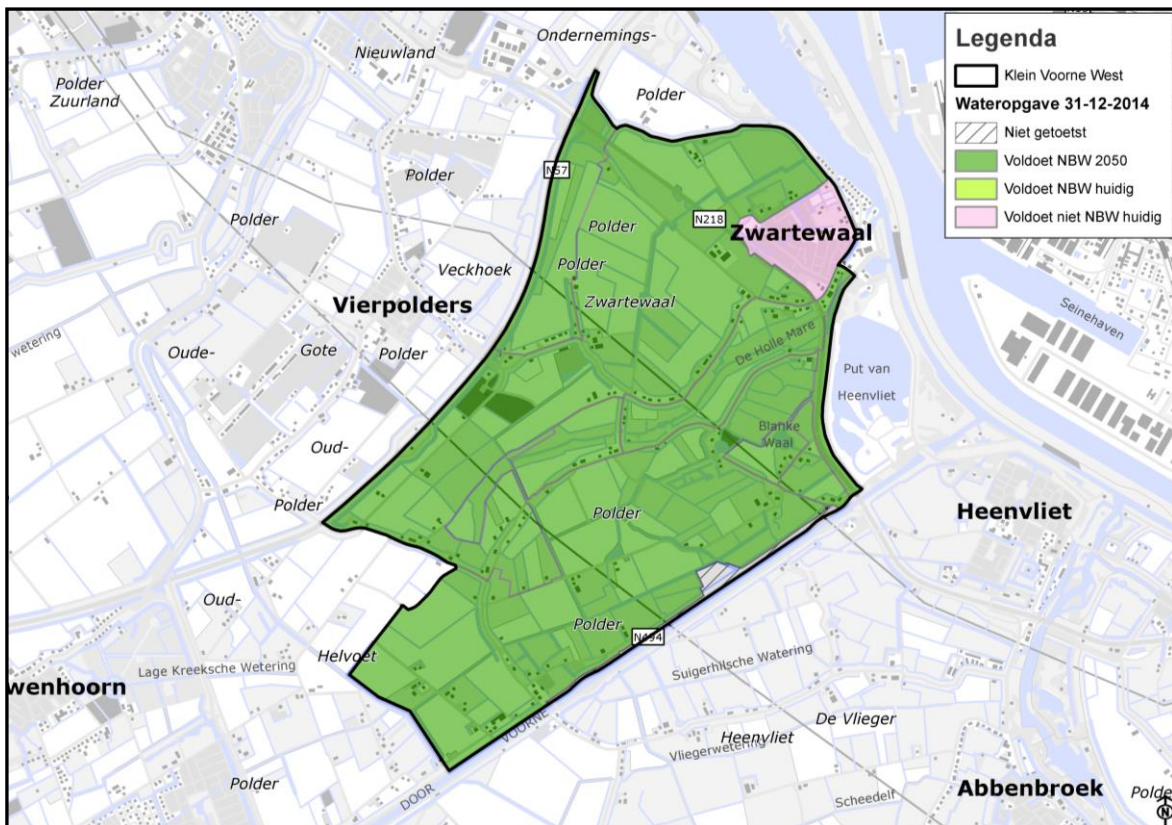 Legenda
Klein Voorne West
Wateropgave 31-12-2014
Niet getoetst
Voldoet NBW 2050
Voldoet NBW huidig
Voldoet niet NBW huidig
Ondernemings-
Nieuwland
Polder
Zuurland
Polder
N57
Polder
Polder
N218
Polder
Zwartewaal
Veckhoek
Polder
Zwartewaal
Vierpolders
Seinehaven
wetering
Oude-
Gote
Polder
De Holle Mare
Put van
Heenvliet
Blanke
Waal
Oud-
Polder
Polder
Heenvliet
Oud-
Polder
N494
Helvoet
Lage Kreeksche Wetering
Suigerhilsche Watering
wenhoorn
VOORNE
De Vlieger
Heenvliet
Vliegerwetering
Polder
DOOR
Scheedelf
Abbenbroek
Polde
N